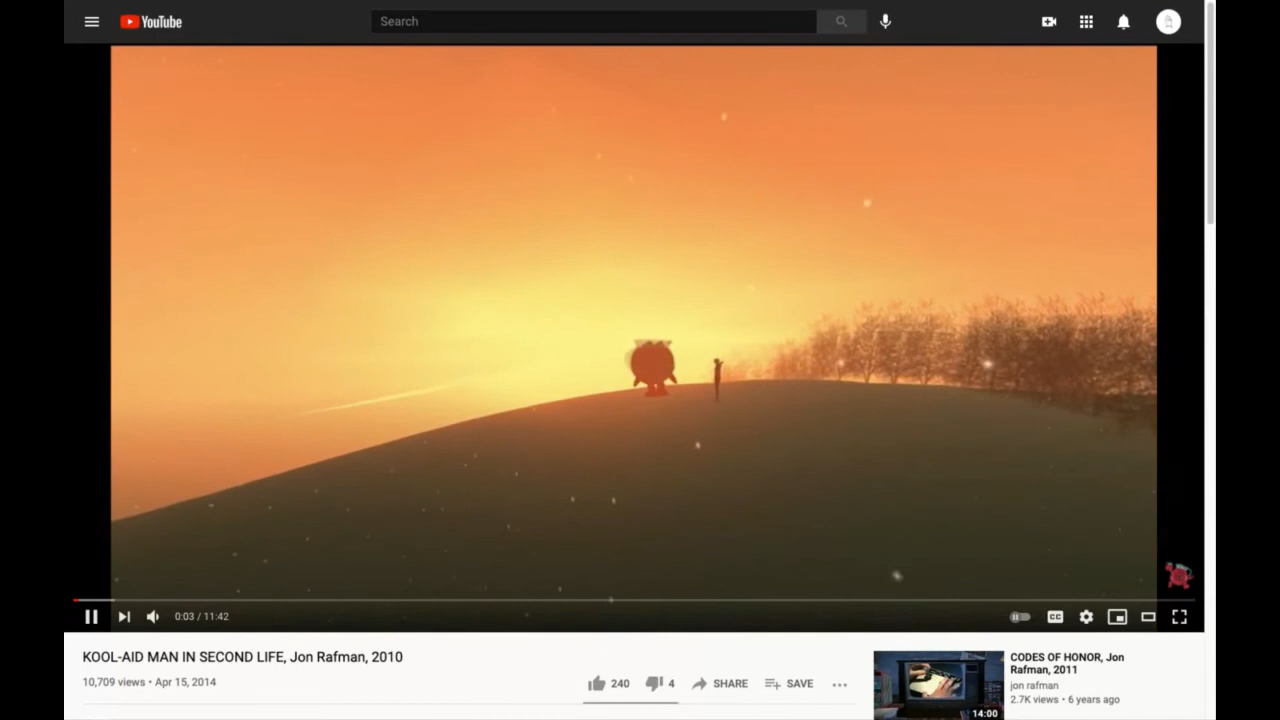 YouTube
Search
0:03 / 11:42
CC
KOOL-AID MAN IN SECOND LIFE, Jon Rafman, 2010
10,709 views • Apr 15, 2014
240
4
SHARE
SAVE
14:00
CODES OF HONOR, Jon
Rafman, 2011
jon rafman
2.7K views • 6 years ago